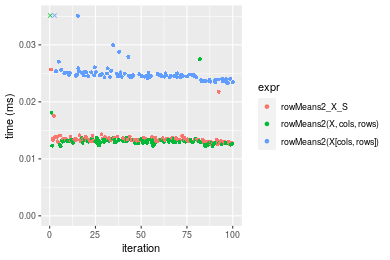 0.03
0.02
0.01
0.00
time (ms)
0
25
50
75
100
iteration
expr
rowMeans2_X_S
rowMeans2(X, cols, rows)
rowMeans2(X[cols, rows])